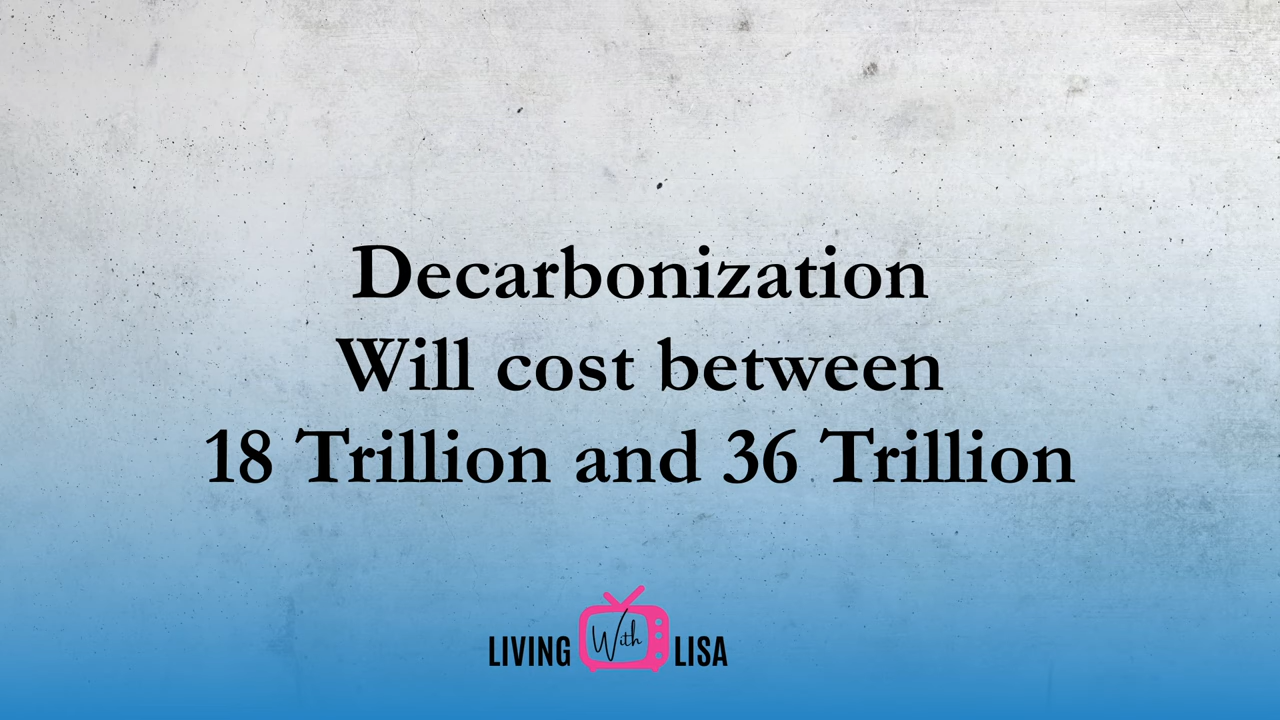 Decarbonization
Will cost between
18 Trillion and 36 Trillion
LIVING With LISA